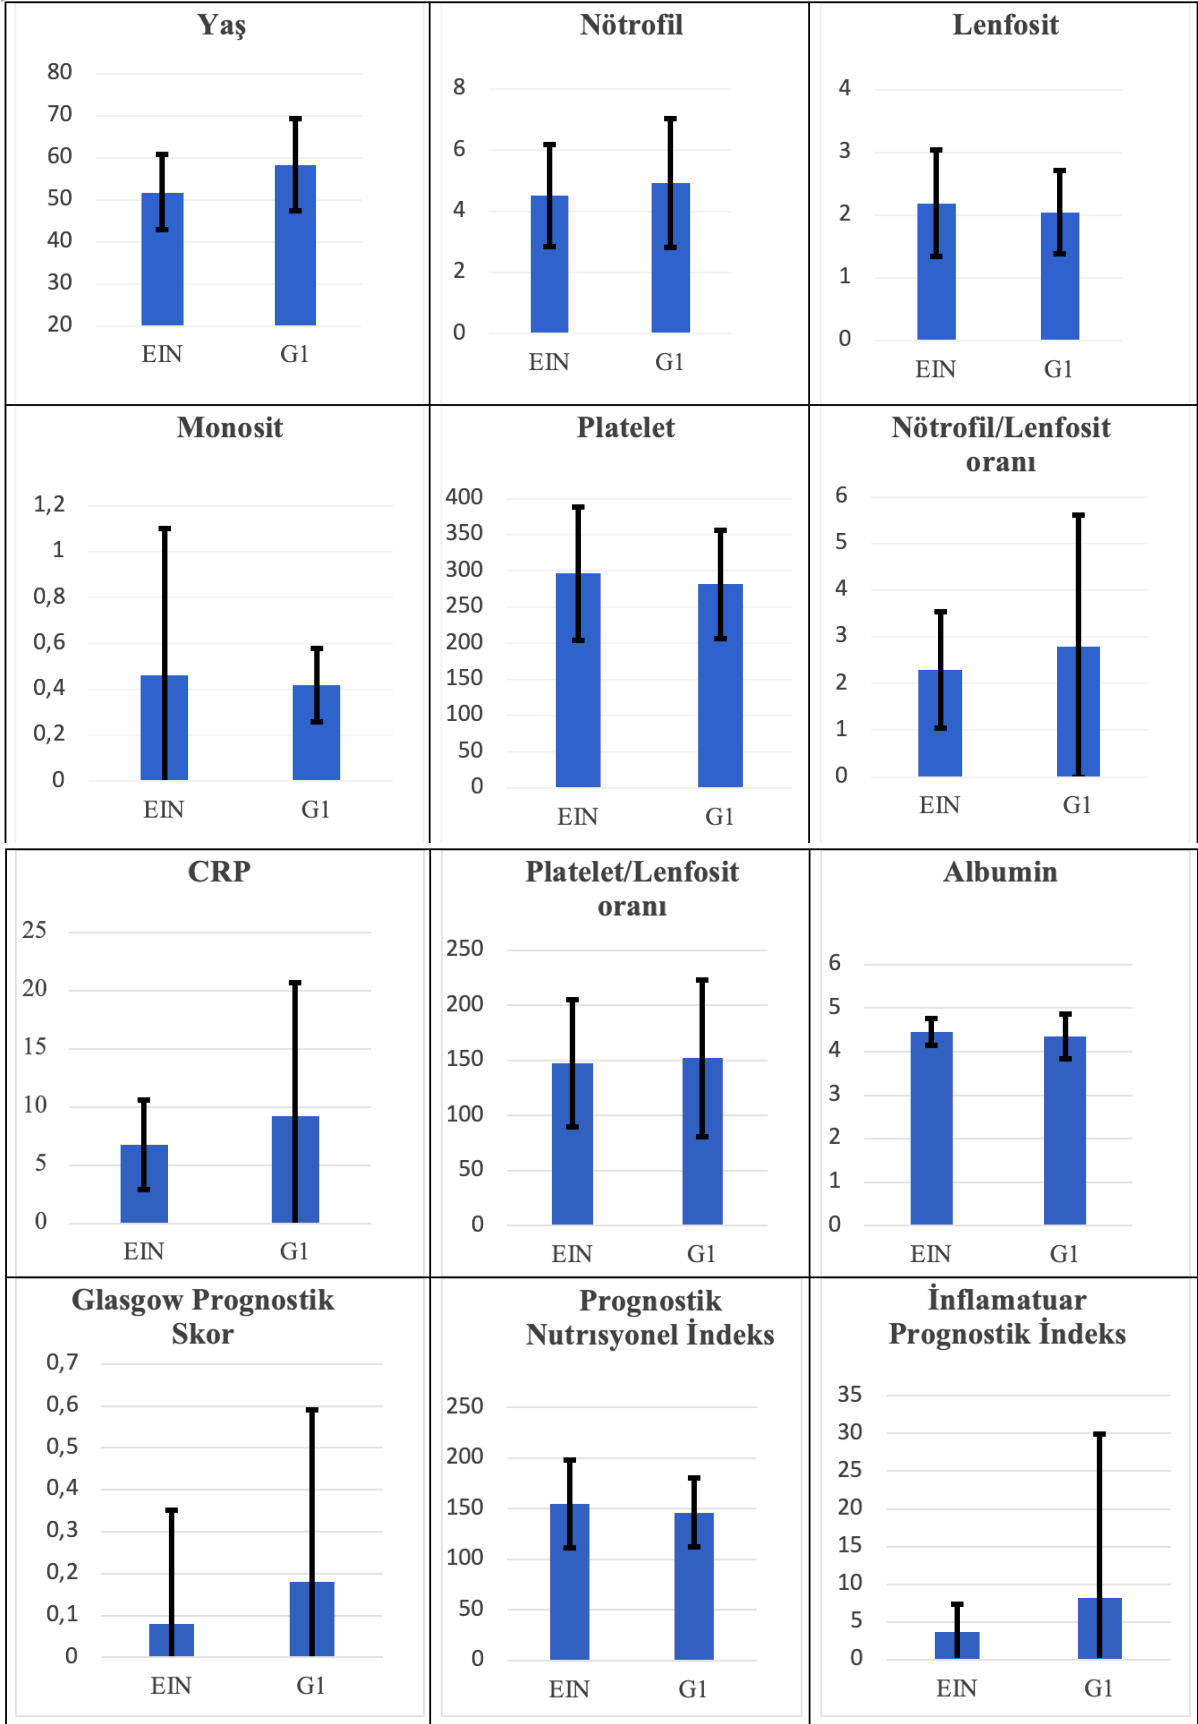 Yaş
80
70
60
50
40
30
20
EIN G1
Nötrofil
8
6
4
2
0
EIN G1
Lenfosit
4
3
2
1
0
EIN G1
Monosit
1,2
1
0,8
0,6
0,4
0,2
0
EIN G1
Platelet
400
350
300
250
200
150
100
50
0
EIN G1
Nötrofil/Lenfosit
oranı
6
5
4
3
2
1
0
EIN G1
CRP
25
20
15
10
5
0
EIN G1
Platelet/Lenfosit
oranı
250
200
150
100
50
0
EIN G1
Albumin
6
5
4
3
2
1
0
EIN G1
Glasgow Prognostik
Skor
0,7
0,6
0,5
0,4
0,3
0,2
0,1
0
EIN G1
Prognostik
Nutrısyonel İndeks
250
200
150
100
50
0
EIN G1
İnflamatuar
Prognostik İndeks
35
30
25
20
15
10
5
0
EIN G1